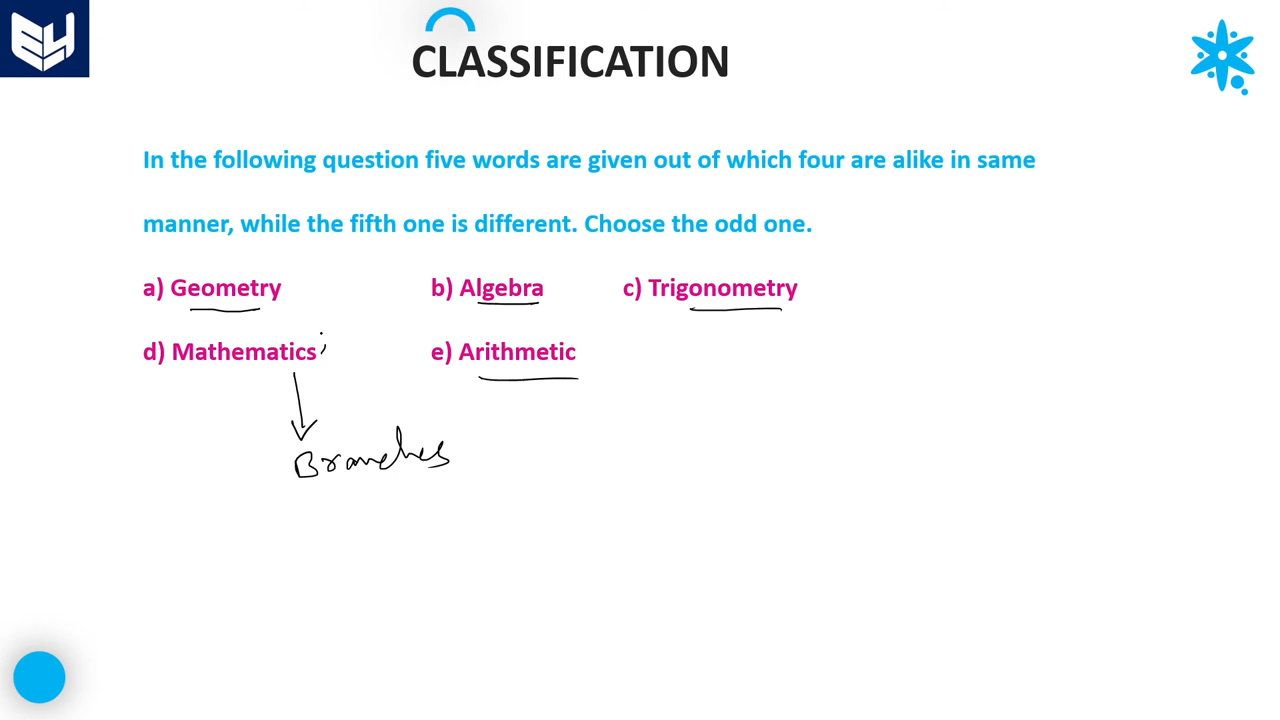 CLASSIFICATION
In the following question five words are given out of which four are alike in same
manner, while the fifth one is different. Choose the odd one.
a) Geometry b) Algebra c) Trigonometry
d) Mathematics e) Arithmetic
Branches